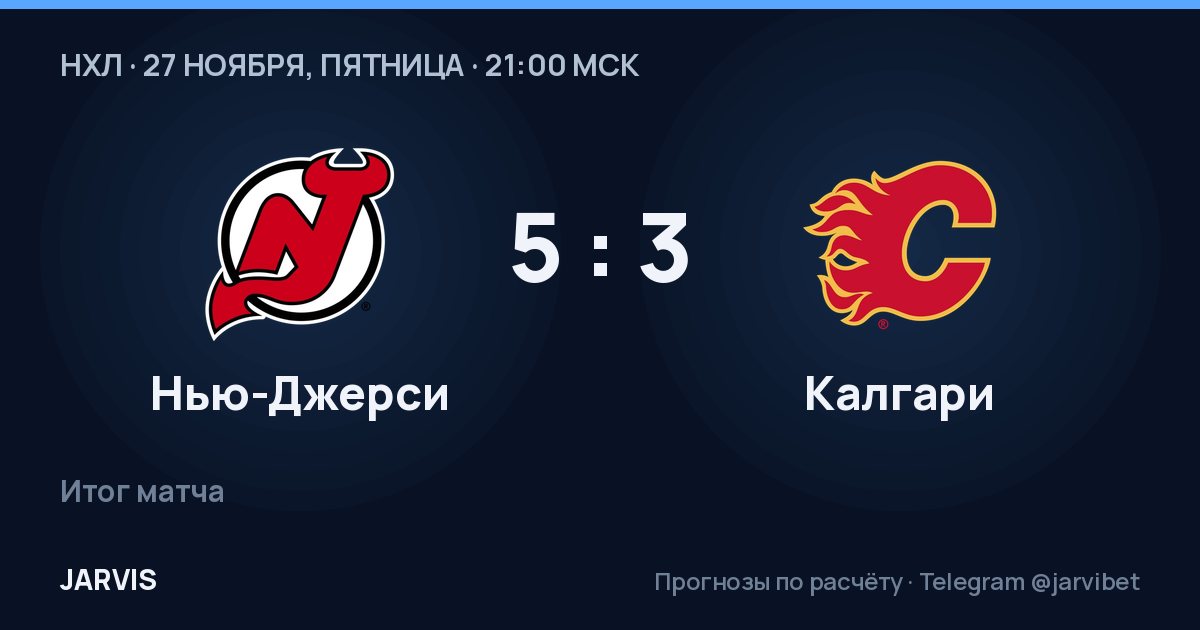 НХЛ · 27 НОЯБРЯ, ПЯТНИЦА · 21:00 МСК
5 : 3
Нью-Джерси
Калгари
Итог матча
JARVIS
Прогнозы по расчёту · Telegram @jarvibet